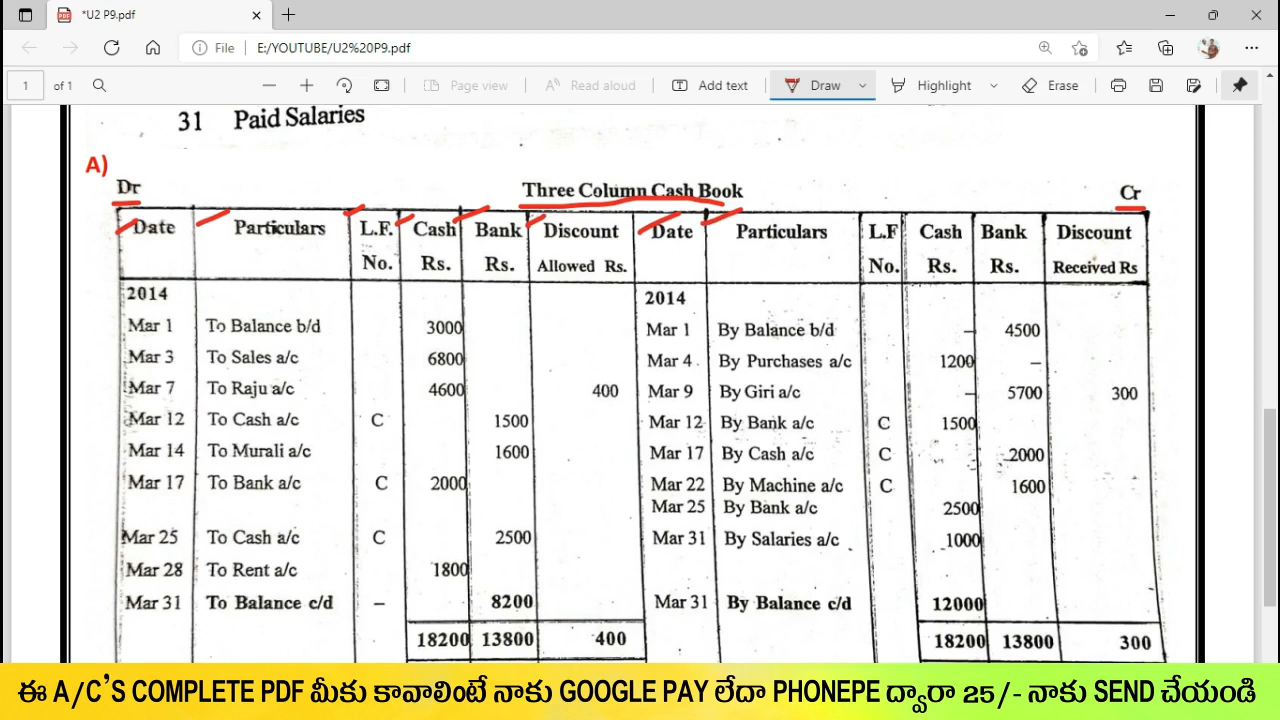 *U2 P9.pdf
File E:/YOUTUBE/U2%20P9.pdf
1 of 1 Page view Read aloud Add text Draw Highlight Erase
31 Paid Salaries
A)
Dr Three Column Cash Book Cr
Date Particulars L.F. Cash Bank Discount Date Particulars L.F Cash Bank Discount
No. Rs. Rs. Allowed Rs. No. Rs. Rs. Received Rs
2014 2014
Mar 1 To Balance b/d 3000 Mar 1 By Balance b/d – 4500
Mar 3 To Sales a/c 6800 Mar 4 By Purchases a/c 1200 –
Mar 7 To Raju a/c 4600 400 Mar 9 By Giri a/c – 5700 300
Mar 12 To Cash a/c C 1500 Mar 12 By Bank a/c C 1500
Mar 14 To Murali a/c 1600 Mar 17 By Cash a/c C 2000
Mar 17 To Bank a/c C 2000 Mar 22 By Machine a/c C 1600
Mar 25 By Bank a/c 2500
Mar 25 To Cash a/c C 2500 Mar 31 By Salaries a/c 1000
Mar 28 To Rent a/c 1800
Mar 31 To Balance c/d – 8200 Mar 31 By Balance c/d 12000
18200 13800 400 18200 13800 300
ఈ A/C'S COMPLETE PDF మీకు కావాలింటే నాకు GOOGLE PAY లేదా PHONEPE ద్వారా 25/- నాకు SEND చేయండి